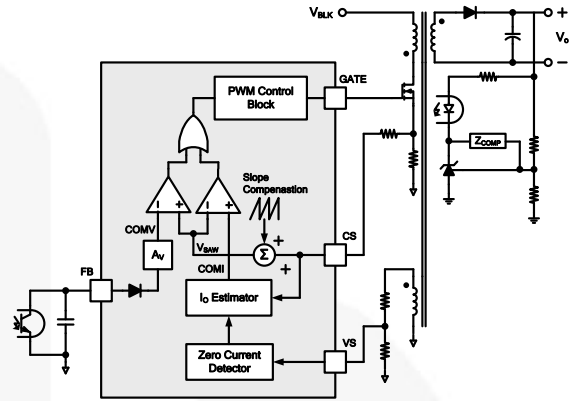 VBLK
+
Vo
−
GATE
PWM Control
Block
ZCOMP
Slope
Compenastion
−
+
+
−
COMV
VSAW
+
Σ
+
CS
AV
COMI
FB
IO Estimator
VS
Zero Current
Detector